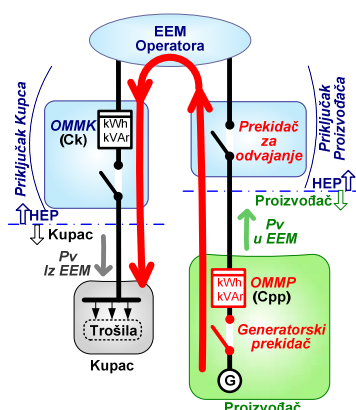 EEM
Operatora
Priključak Kupca
OMMK
(Ck)
kWh
kVAr
Prekidač
za
odvajanje
Priključak
Proizvođača
HEP
Kupac
HEP
Proizvođač
Pv
Iz EEM
Pv
u EEM
Trošila
Kupac
kWh
kVAr
OMMP
(Cpp)
Generatorski
prekidač
G
Proizvođač